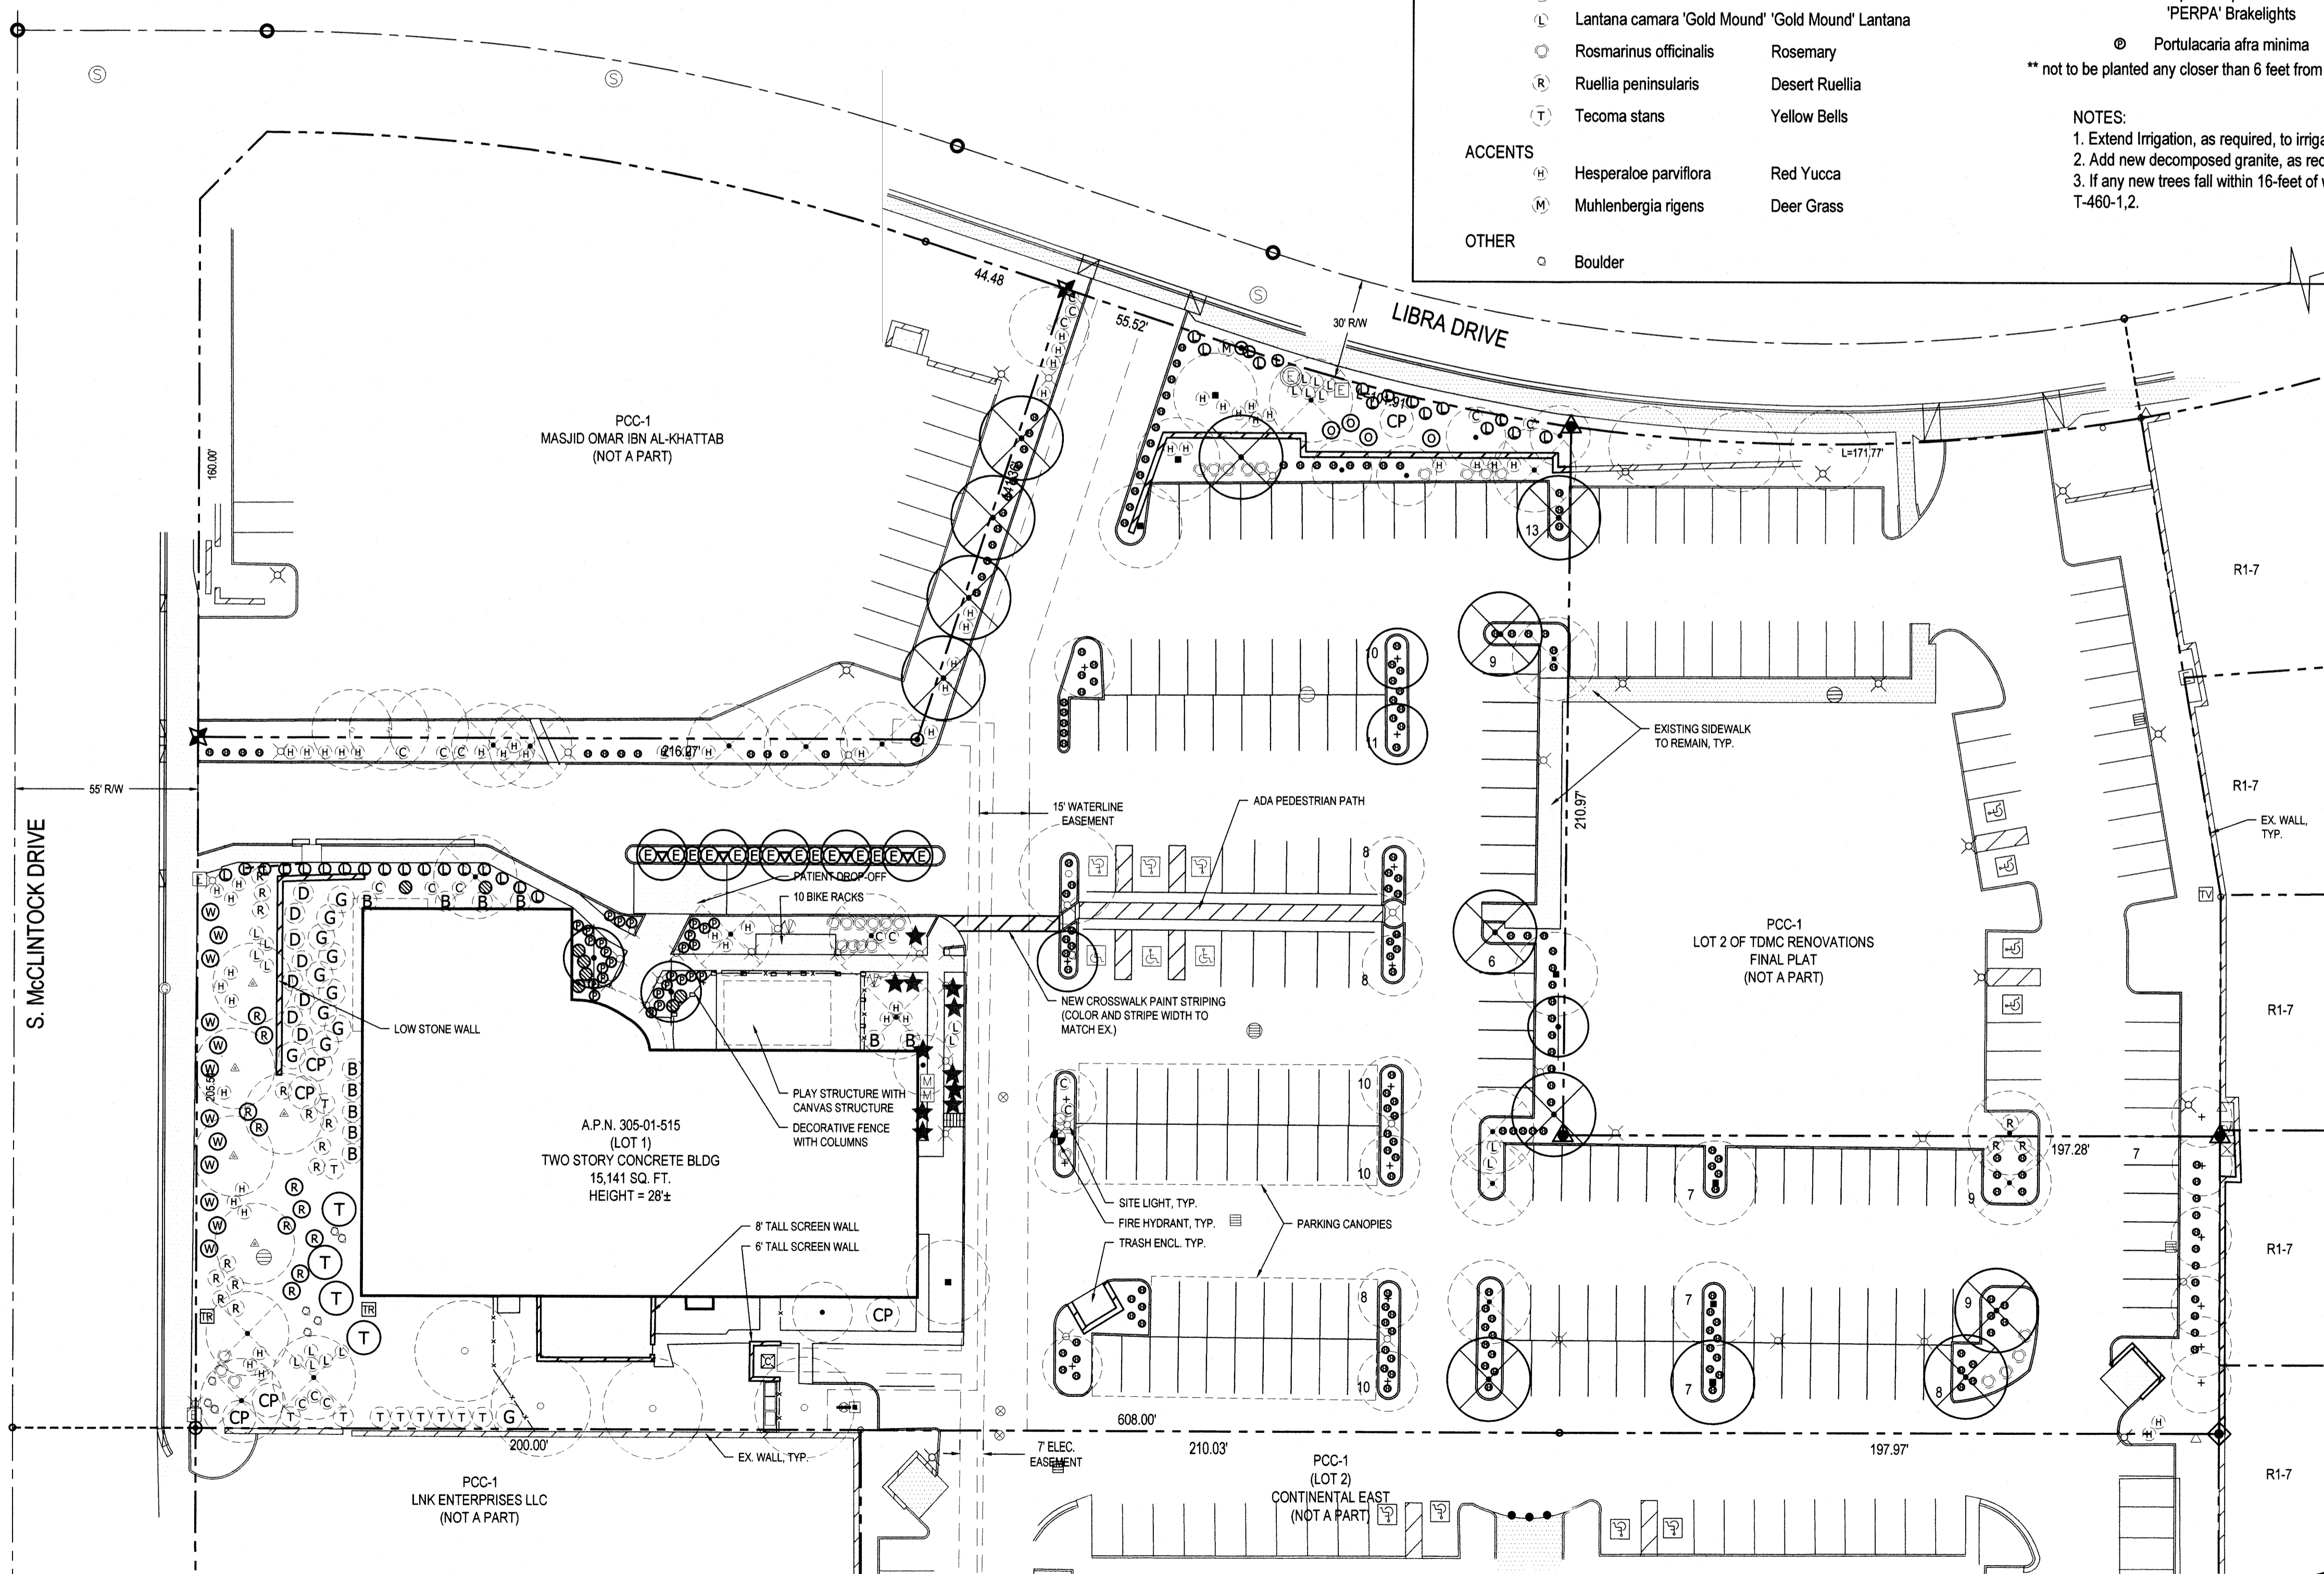 Lantana camara 'Gold Mound' 'Gold Mound' Lantana
Rosmarinus officinalis Rosemary
Ruellia peninsularis Desert Ruellia
Tecoma stans Yellow Bells
ACCENTS
Hesperaloe parviflora Red Yucca
Muhlenbergia rigens Deer Grass
OTHER
Boulder
'PERPA' Brakelights
Portulacaria afra minima
** not to be planted any closer than 6 feet from
NOTES:
1. Extend Irrigation, as required, to
2. Add new decomposed granite, as
3. If any new trees fall within 16-feet of
T-460-1,2.
44.48
55.52'
30' R/W
LIBRA DRIVE
L=171.77'
160.00'
PCC-1
MASJID OMAR IBN AL-KHATTAB
(NOT A PART)
13
R1-7
9
10
11
216.07'
EXISTING SIDEWALK
TO REMAIN, TYP.
55' R/W
S. McCLINTOCK DRIVE
15' WATERLINE
EASEMENT
ADA PEDESTRIAN PATH
210.97'
R1-7
EX. WALL,
TYP.
PATIENT DROP-OFF
10 BIKE RACKS
8
8
6
TV
PCC-1
LOT 2 OF TDMC RENOVATIONS
FINAL PLAT
(NOT A PART)
NEW CROSSWALK PAINT STRIPING
(COLOR AND STRIPE WIDTH TO
MATCH EX.)
R1-7
LOW STONE WALL
PLAY STRUCTURE WITH
CANVAS STRUCTURE
DECORATIVE FENCE
WITH COLUMNS
A.P.N. 305-01-515
(LOT 1)
TWO STORY CONCRETE BLDG
15,141 SQ. FT.
HEIGHT = 28'±
10
10
197.28'
7
7
9
SITE LIGHT, TYP.
FIRE HYDRANT, TYP.
TRASH ENCL. TYP.
PARKING CANOPIES
8' TALL SCREEN WALL
6' TALL SCREEN WALL
R1-7
TR
TR
CP
8
10
7
7
9
8
608.00'
200.00'
EX. WALL, TYP.
7' ELEC.
EASEMENT
210.03'
197.97'
PCC-1
LNK ENTERPRISES LLC
(NOT A PART)
PCC-1
(LOT 2)
CONTINENTAL EAST
(NOT A PART)
R1-7